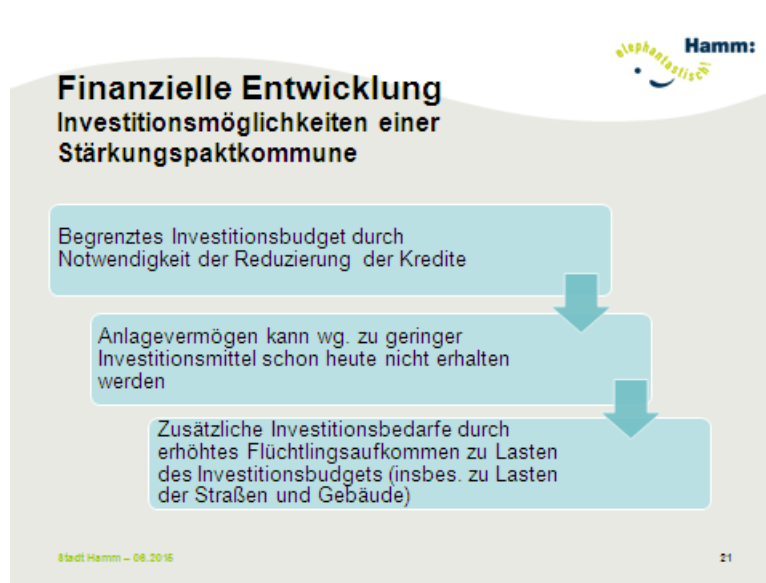 elephantastisch!
Hamm:
Finanzielle Entwicklung
Investitionsmöglichkeiten einer
Stärkungspaktkommune
Begrenztes Investitionsbudget durch
Notwendigkeit der Reduzierung der Kredite
Anlagevermögen kann wg. zu geringer
Investitionsmittel schon heute nicht erhalten
werden
Zusätzliche Investitionsbedarfe durch
erhöhtes Flüchtlingsaufkommen zu Lasten
des Investitionsbudgets (insbes. zu Lasten
der Straßen und Gebäude)
Stadt Hamm – 06.2015
21